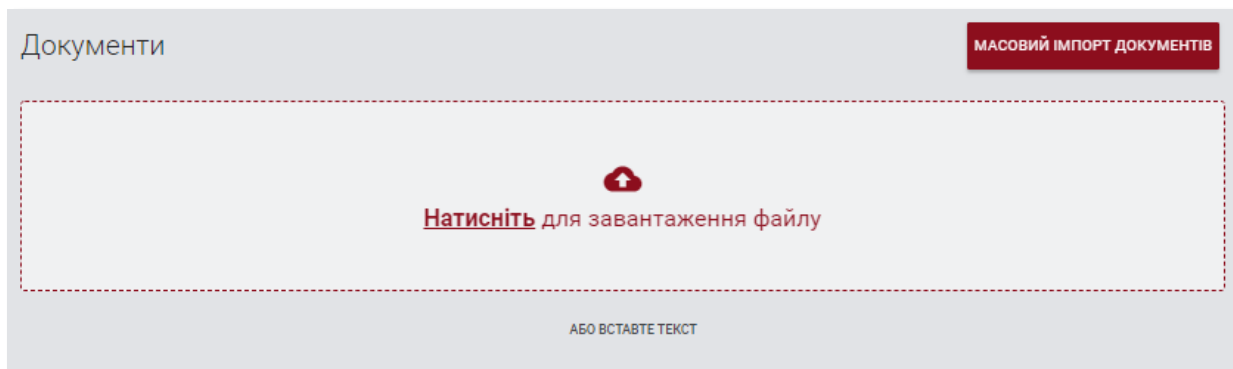 Документи
МАСОВИЙ ІМПОРТ ДОКУМЕНТІВ
Натисніть для завантаження файлу
АБО ВСТАВТЕ ТЕКСТ